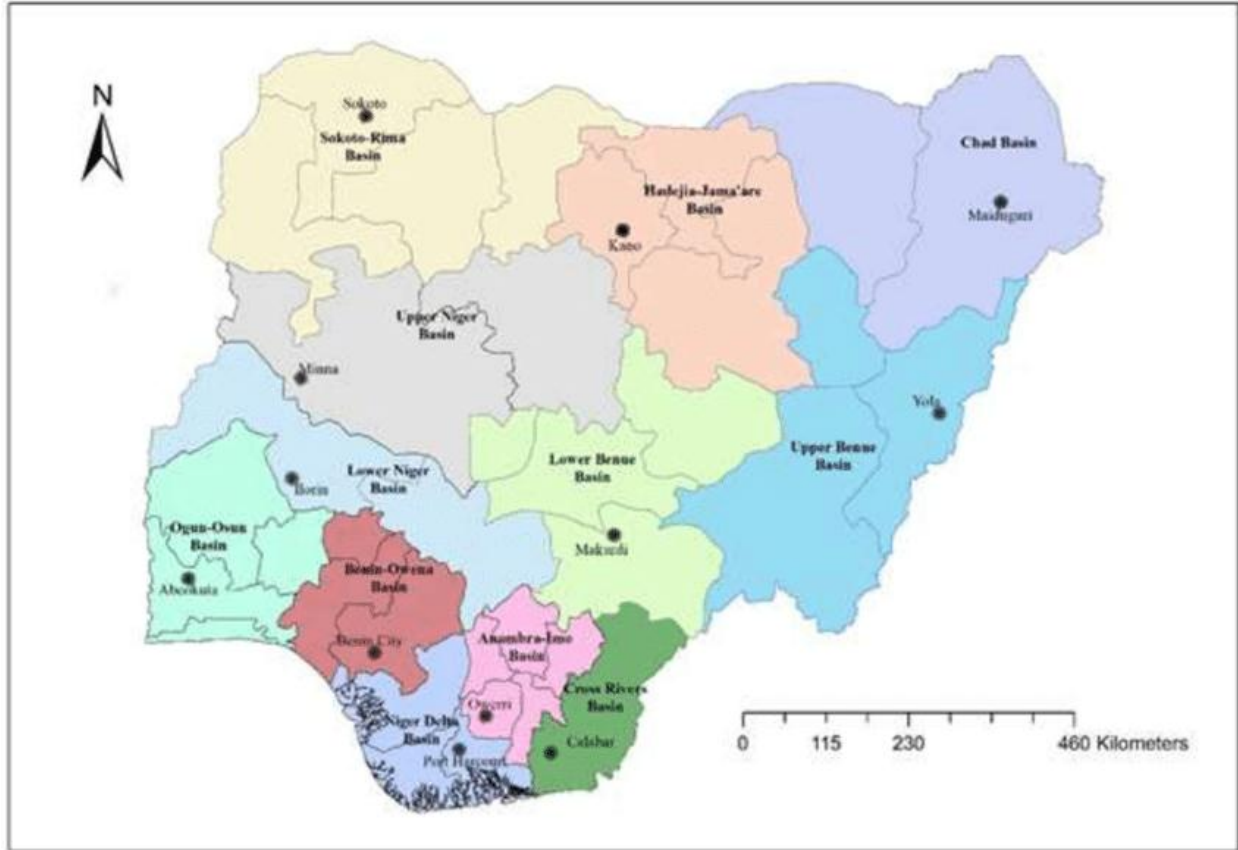 N
Sokoto
Sokoto-Rima
Basin
Chad Basin
Maiduguri
Hadejia-Jama'are
Basin
Kano
Upper Niger
Basin
Minna
Yola
Upper Benue
Basin
Lower Benue
Basin
Lower Niger
Basin
Ilorin
Ogun-Osun
Basin
Makurdi
Abeokuta
Benin-Owena
Basin
Benin City
Anambra-Imo
Basin
Cross Rivers
Basin
Owerri
Niger Delta
Basin
Calabar
Port Harcourt
0 115 230 460 Kilometers